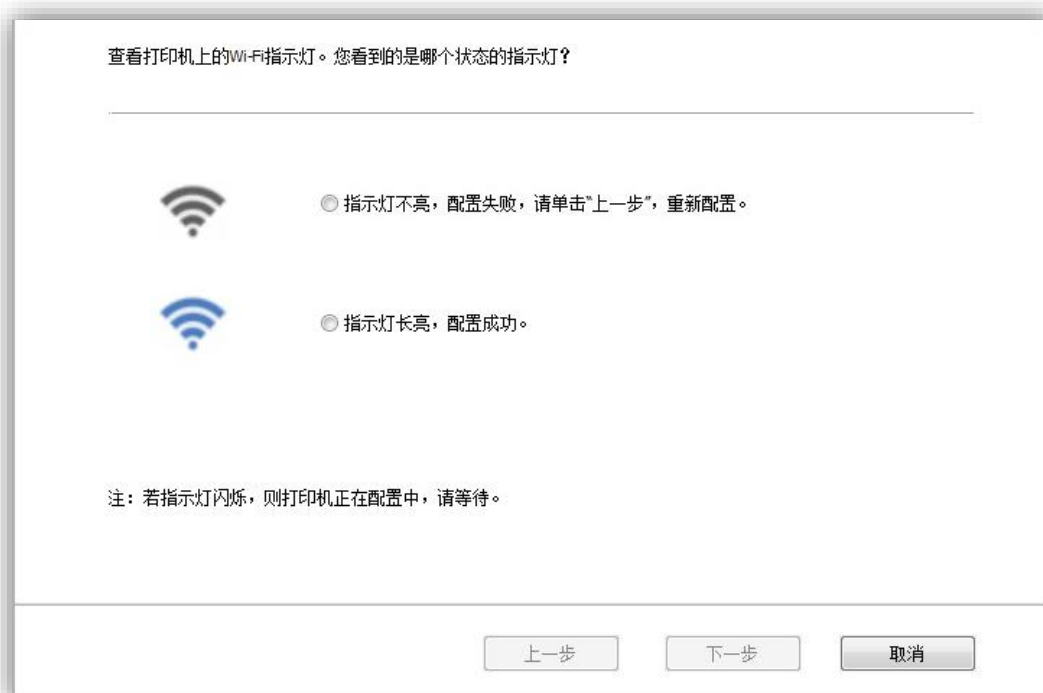 查看打印机上的Wi-Fi指示灯。您看到的是哪个状态的指示灯?
指示灯不亮，配置失败，请单击“上一步”，重新配置。
指示灯长亮，配置成功。
注：若指示灯闪烁，则打印机正在配置中，请等待。
上一步
下一步
取消